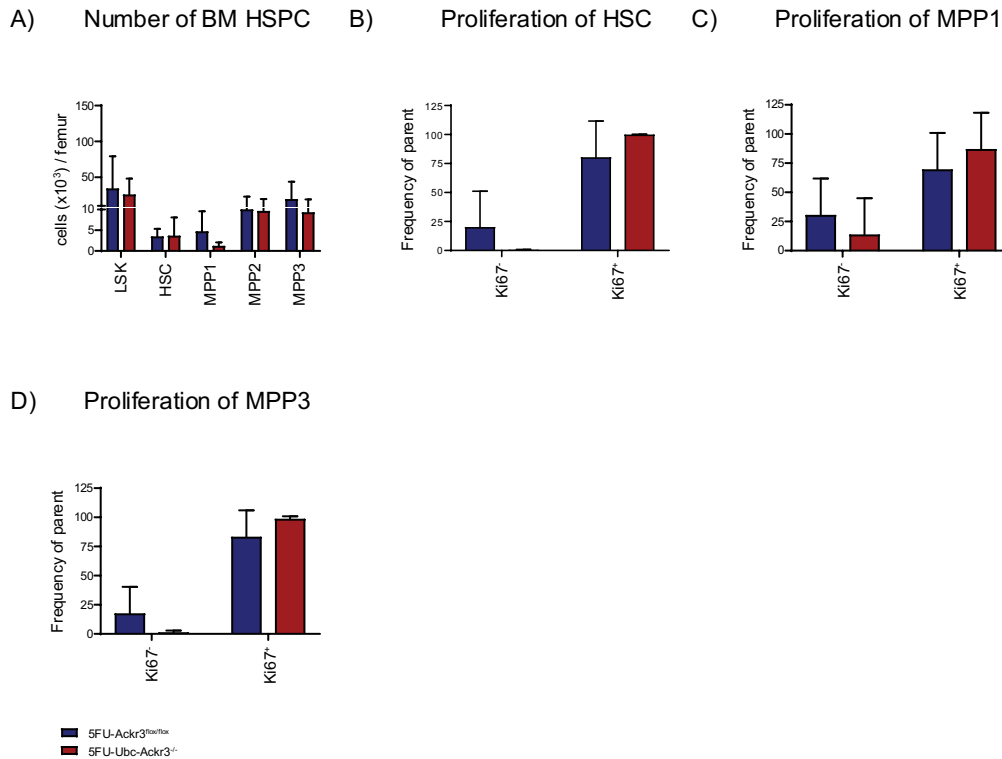 A) Number of BM HSPC
B) Proliferation of HSC
C) Proliferation of MPP1
cells (x10³) / femur
150
100
50
10
5
0
LSK
HSC
MPP1
MPP2
MPP3
Frequency of parent
125
100
75
50
25
0
Ki67⁻
Ki67⁺
Frequency of parent
125
100
75
50
25
0
Ki67⁻
Ki67⁺
D) Proliferation of MPP3
Frequency of parent
125
100
75
50
25
0
Ki67⁻
Ki67⁺
5FU-Ackr3flox/flox
5FU-Ubc-Ackr3⁻/⁻